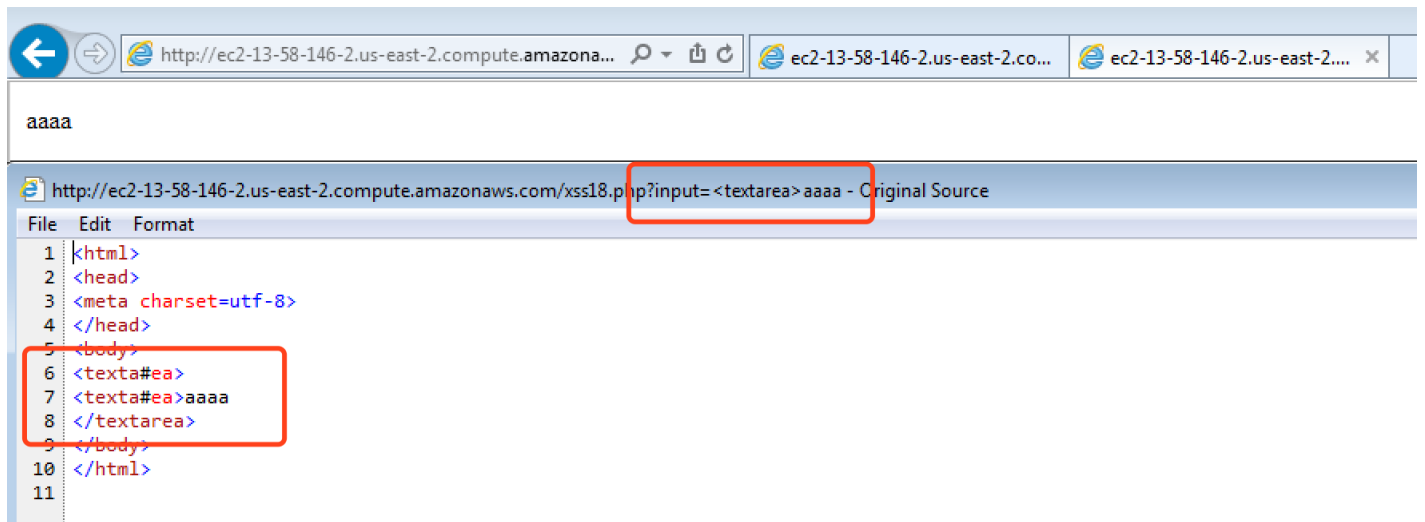 http://ec2-13-58-146-2.us-east-2.compute.amazona... ec2-13-58-146-2.us-east-2.co... ec2-13-58-146-2.us-east-2....
aaaa
http://ec2-13-58-146-2.us-east-2.compute.amazonaws.com/xss18.php?input=<textarea>aaaa - Original Source
File Edit Format
1 <html>
2 <head>
3 <meta charset=utf-8>
4 </head>
5 <body>
6 <texta#ea>
7 <texta#ea>aaaa
8 </textarea>
9 </body>
10 </html>
11